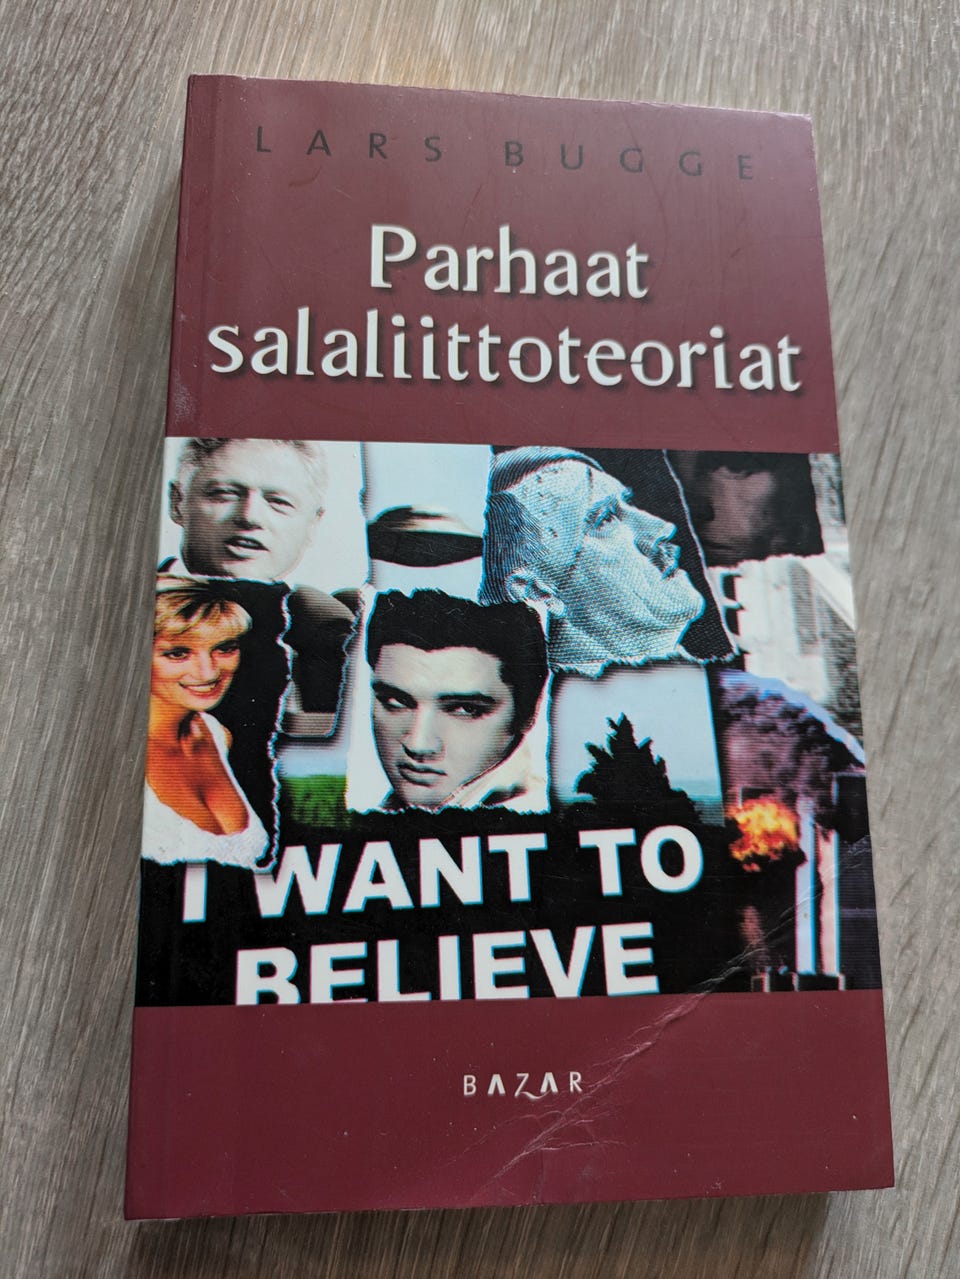 LARS BUGGE
Parhaat
salaliittoteoriat
I WANT TO
BELIEVE
BAZAR